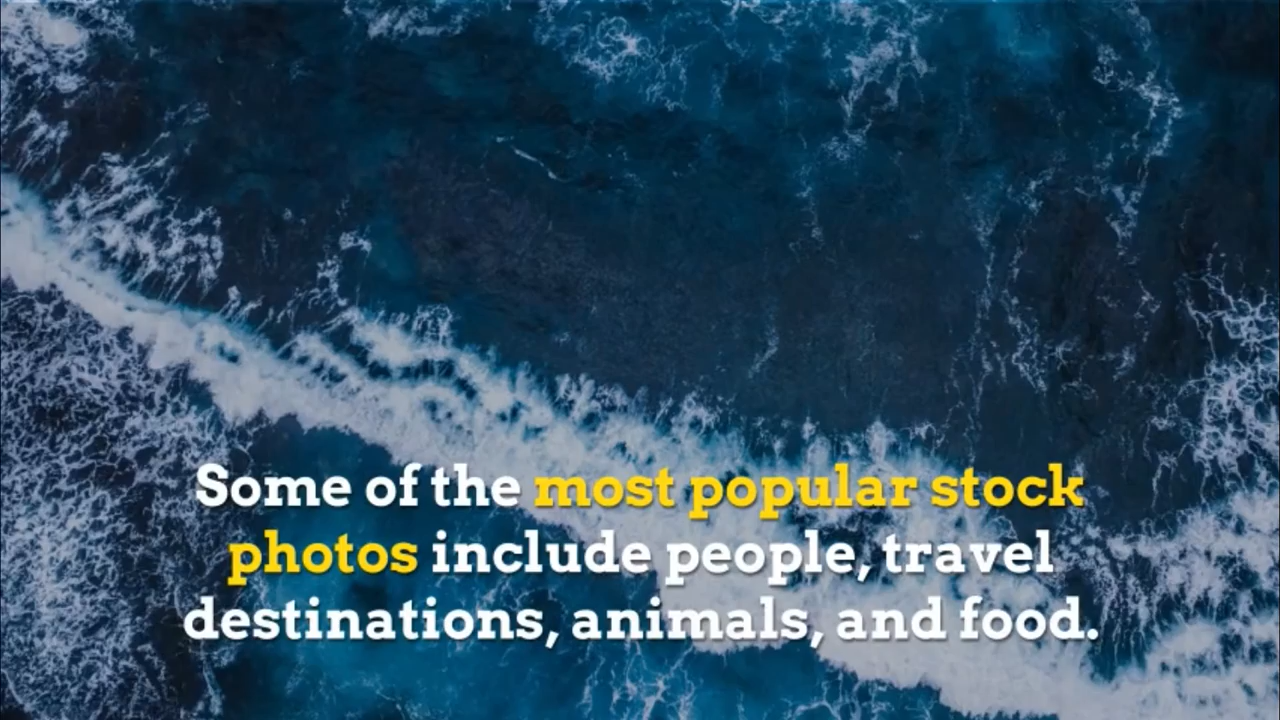 Some of the most popular stock
photos include people, travel
destinations, animals, and food.